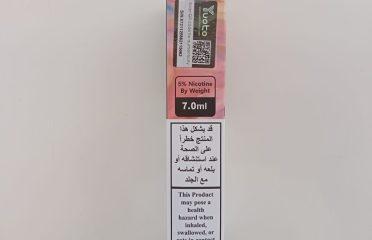 Yuoto
5% Nicotine
By Weight
7.0ml
قد يشكل هذا
المنتج خطراً
على الصحة
عند استنشاقه أو
بلعه أو تماسه
مع الجلد
This Product
may pose a
health
hazard when
inhaled,
swallowed, or